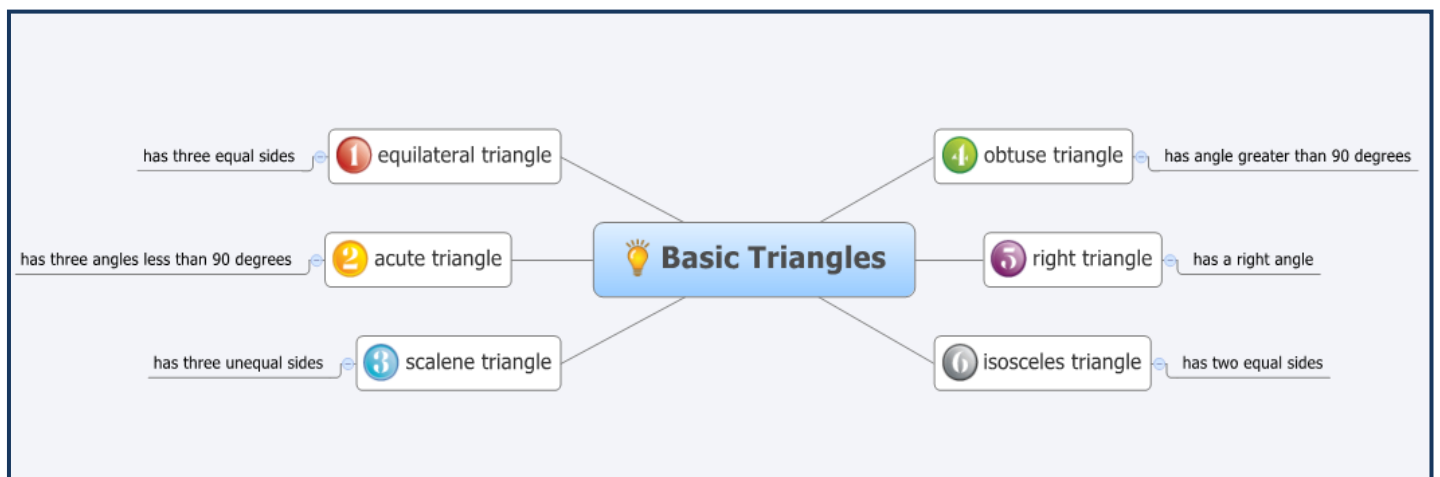 Basic Triangles
1 equilateral triangle
has three equal sides
2 acute triangle
has three angles less than 90 degrees
3 scalene triangle
has three unequal sides
4 obtuse triangle
has angle greater than 90 degrees
5 right triangle
has a right angle
6 isosceles triangle
has two equal sides